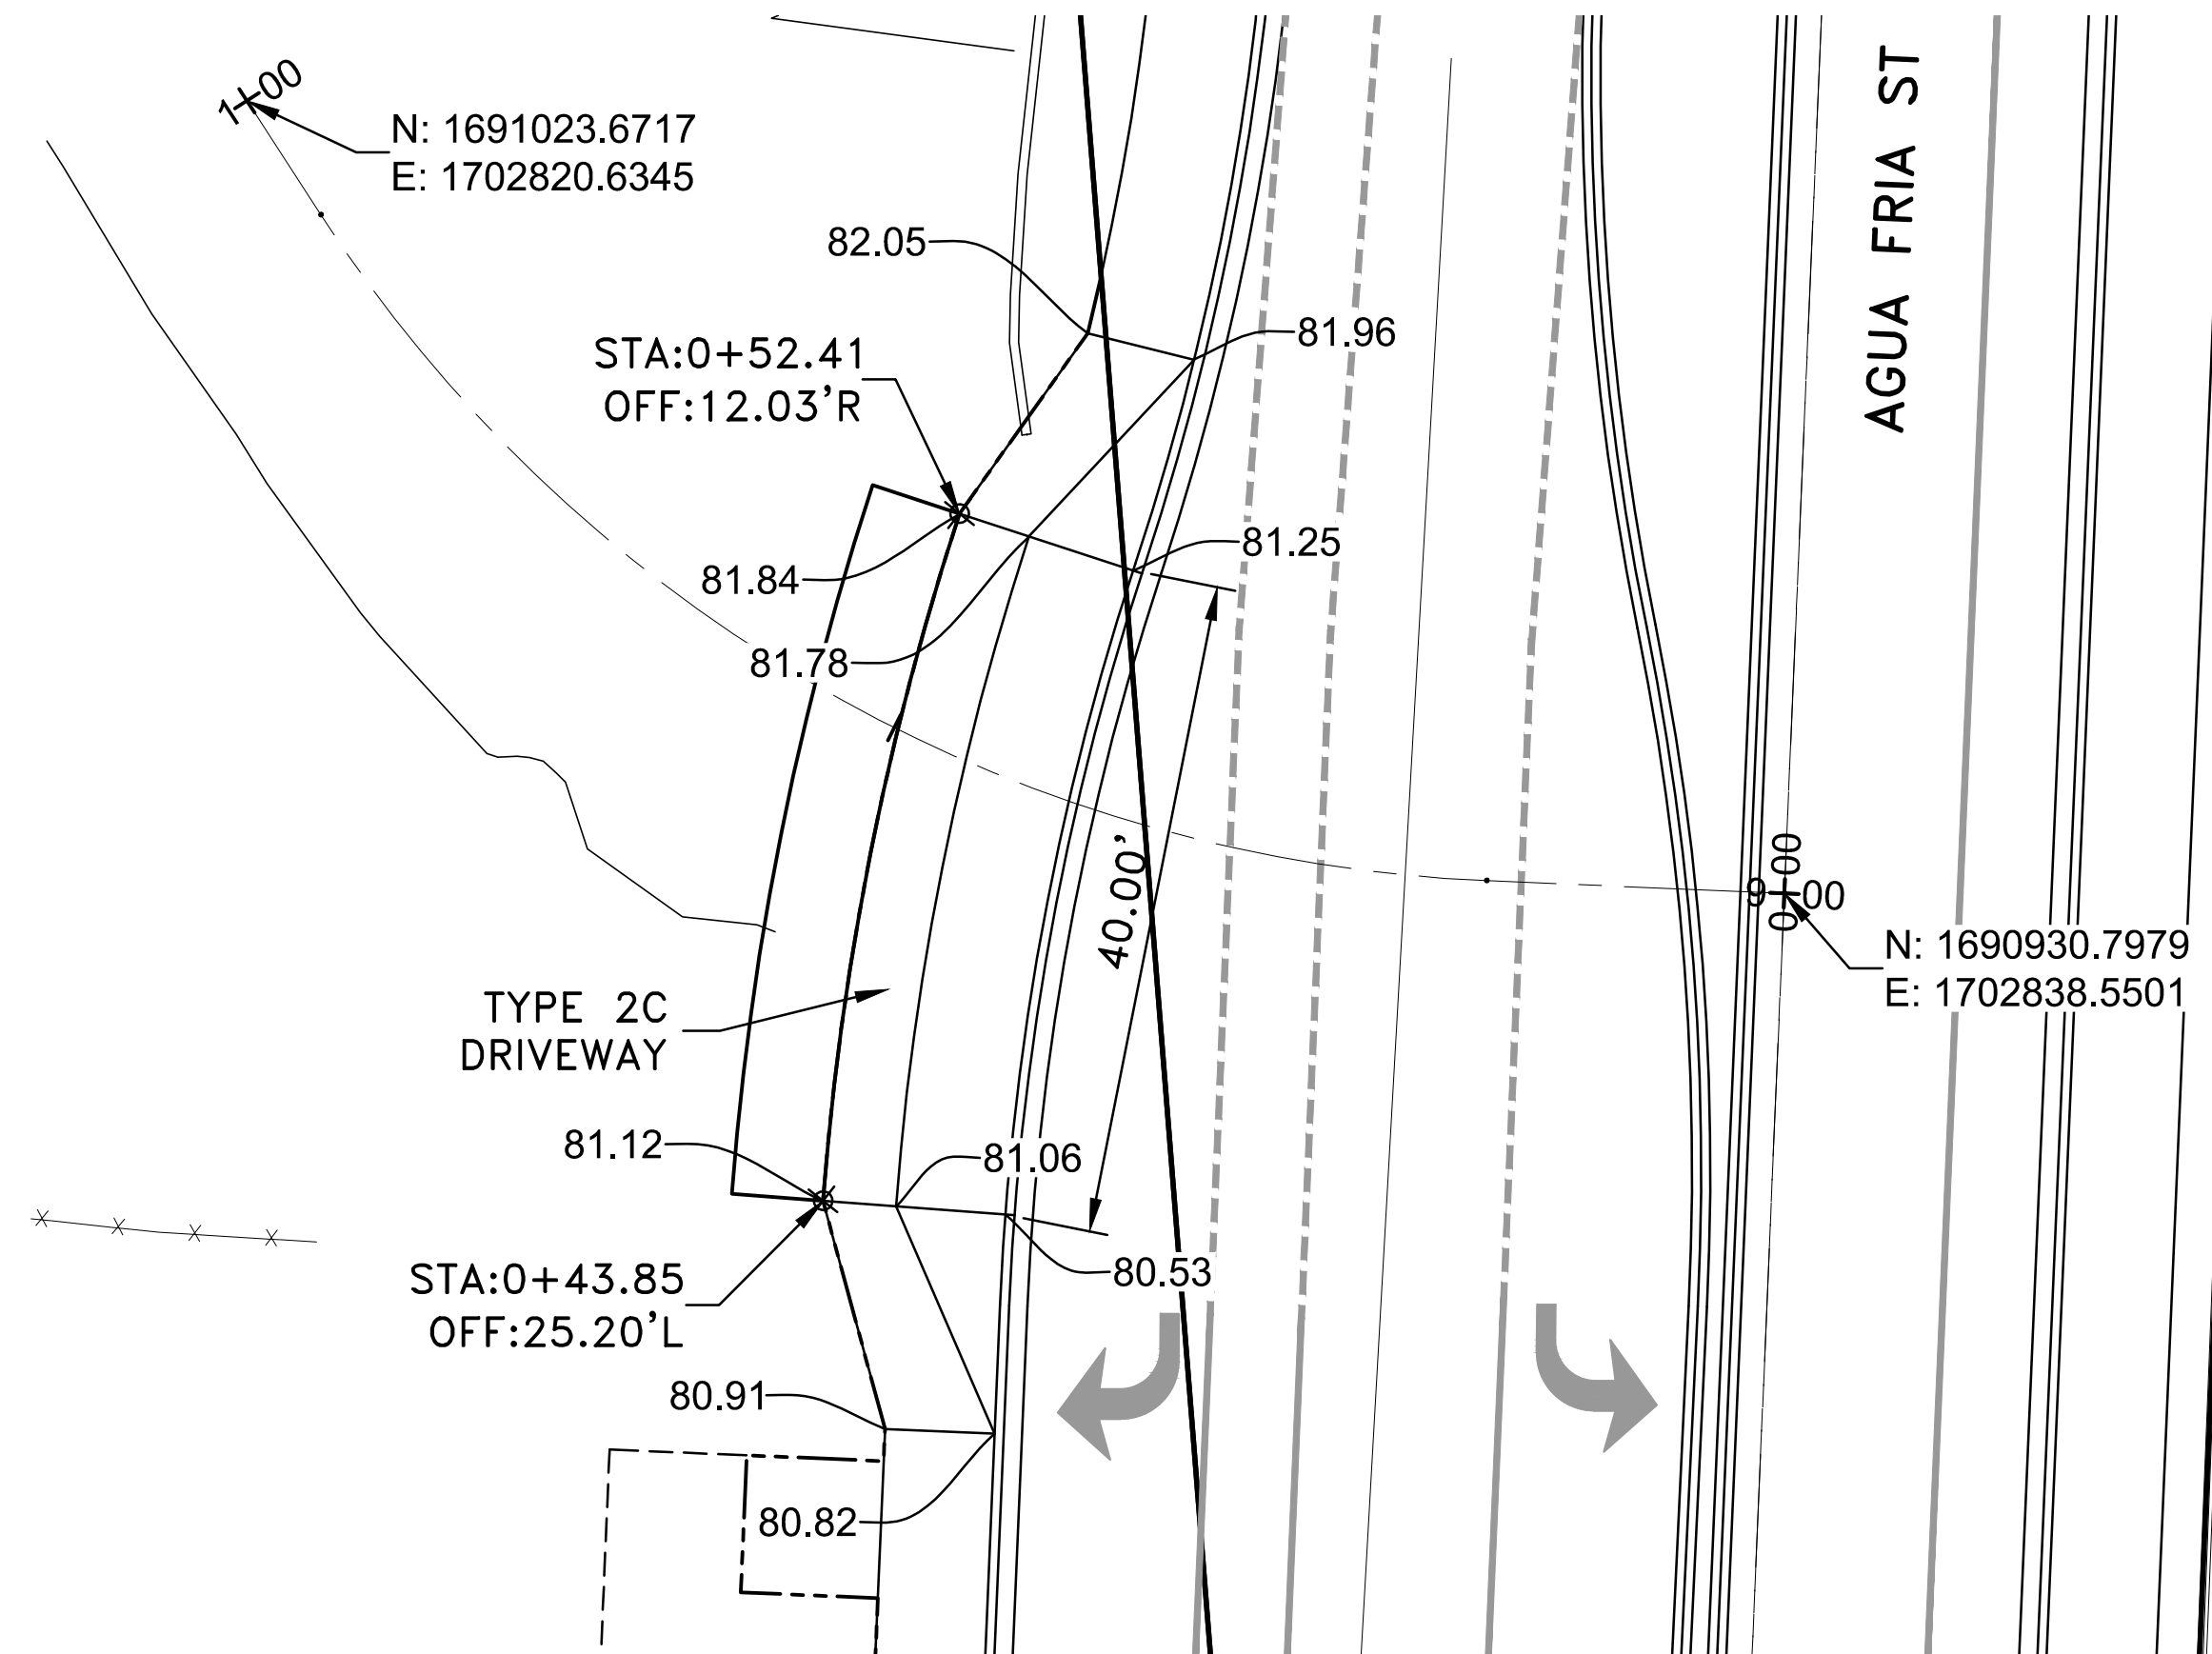 1+00
N: 1691023.6717
E: 1702820.6345
AGUA FRIA ST
82.05
81.96
STA:0+52.41
OFF:12.03'R
81.25
81.84
81.78
40.00'
0+00
9+00
N: 1690930.7979
E: 1702838.5501
TYPE 2C
DRIVEWAY
81.12
81.06
80.53
STA:0+43.85
OFF:25.20'L
80.91
80.82